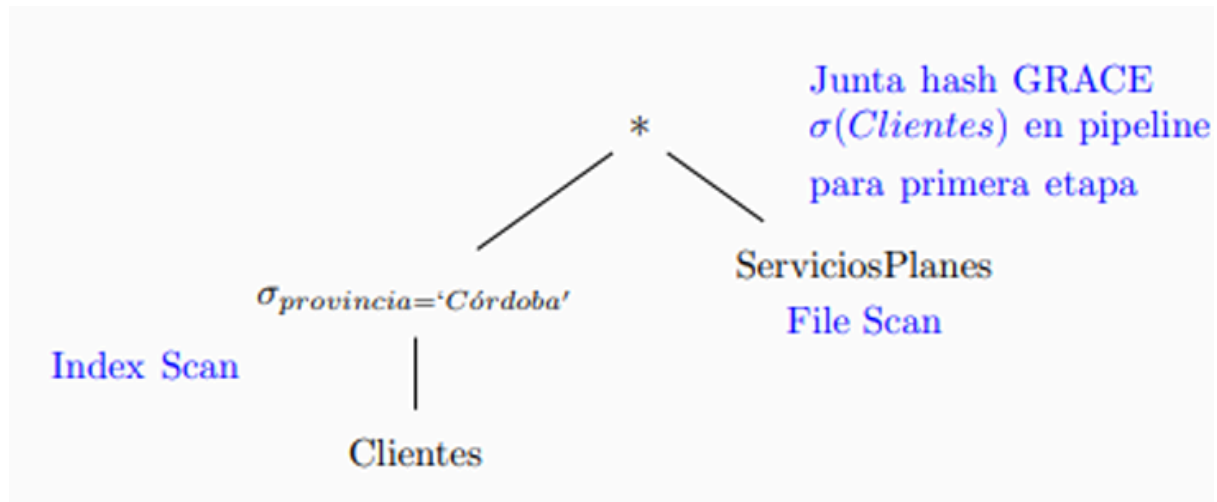 Junta hash GRACE
*
σ(Clientes) en pipeline
para primera etapa
ServiciosPlanes
σprovincia=‘Córdoba’
File Scan
Index Scan
Clientes